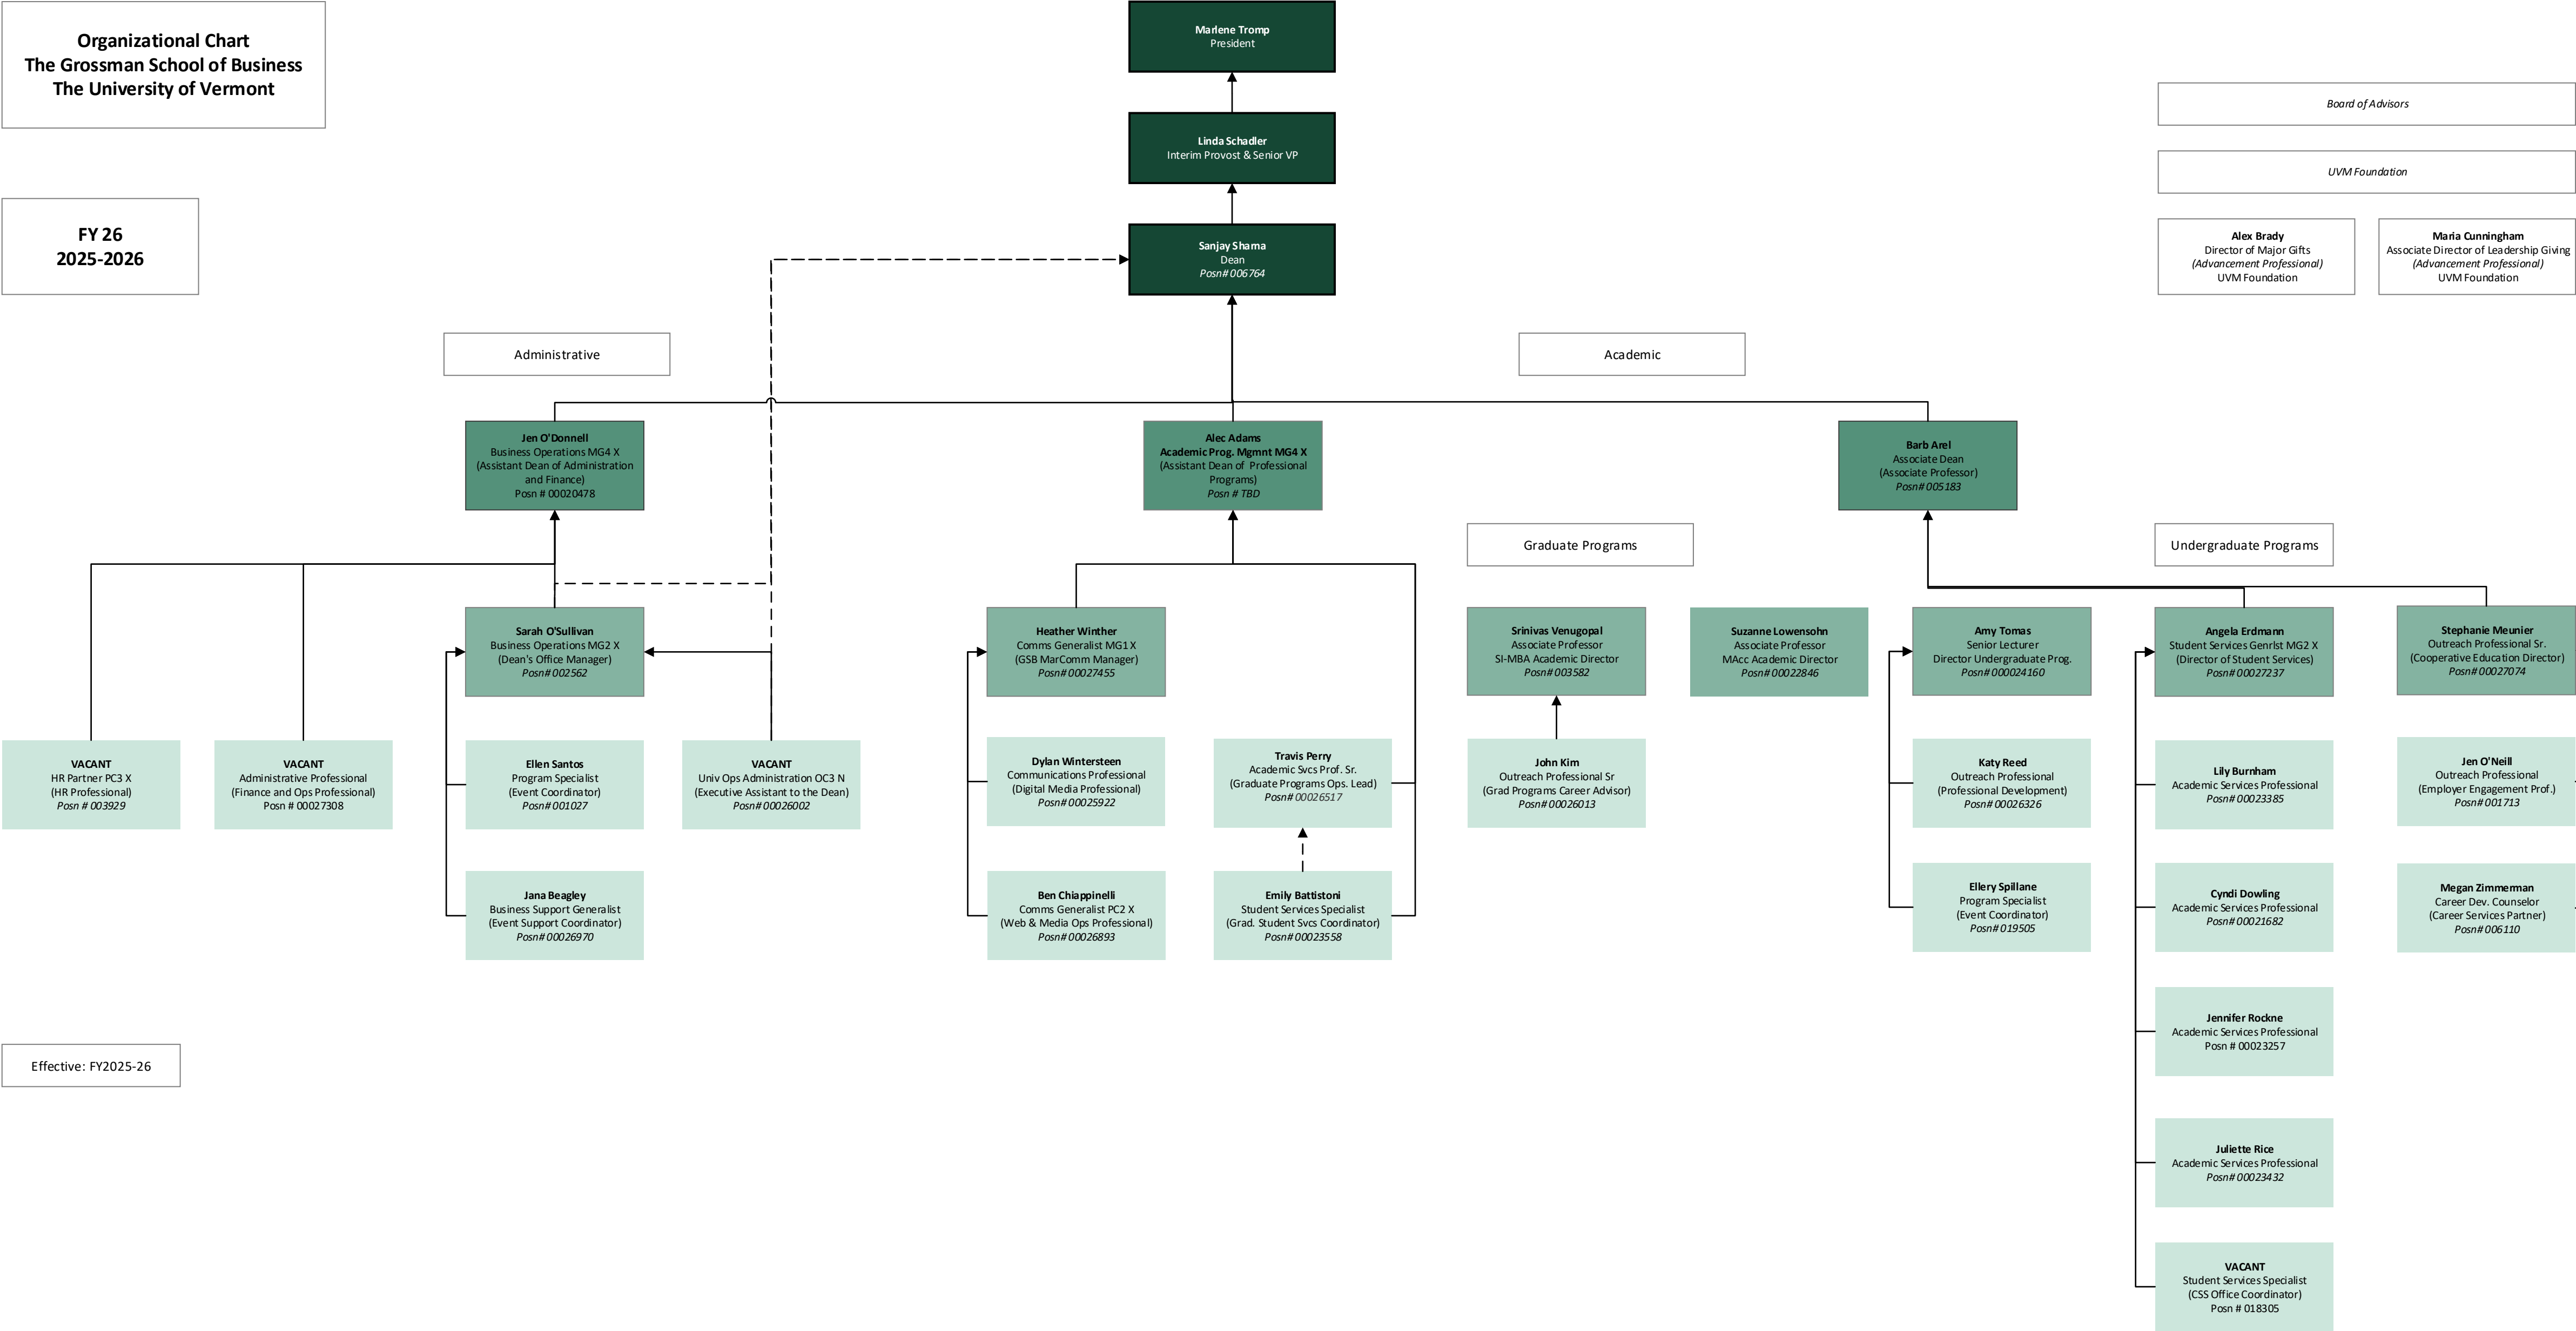 Organizational Chart
The Grossman School of Business
The University of Vermont
Marlene Tromp
President
Board of Advisors
Linda Schadler
Interim Provost & Senior VP
UVM Foundation
FY 26
2025-2026
Sanjay Sharna
Dean
Posn# 006764
Alex Brady
Director of Major Gifts
(Advancement Professional)
UVM Foundation
Maria Cunningham
Associate Director of Leadership Giving
(Advancement Professional)
UVM Foundation
Administrative
Academic
Jen O'Donnell
Business Operations MG4 X
(Assistant Dean of Administration
and Finance)
Posn # 00020478
Alec Adams
Academic Prog. Mgmnt MG4 X
(Assistant Dean of Professional
Programs)
Posn # TBD
Barb Arel
Associate Dean
(Associate Professor)
Posn# 005183
Graduate Programs
Undergraduate Programs
Sarah O'Sullivan
Business Operations MG2 X
(Dean's Office Manager)
Posn# 002562
Heather Winther
Comms Generalist MG1 X
(GSB MarComm Manager)
Posn# 00027455
Srinivas Venugopal
Associate Professor
SI-MBA Academic Director
Posn# 003582
Suzanne Lowensohn
Associate Professor
MAcc Academic Director
Posn# 00022846
Amy Tomas
Senior Lecturer
Director Undergraduate Prog.
Posn# 000024160
Angela Erdmann
Student Services Genrlst MG2 X
(Director of Student Services)
Posn# 00027237
Stephanie Meunier
Outreach Professional Sr.
(Cooperative Education Director)
Posn# 00027074
VACANT
HR Partner PC3 X
(HR Professional)
Posn # 003929
VACANT
Administrative Professional
(Finance and Ops Professional)
Posn # 00027308
Ellen Santos
Program Specialist
(Event Coordinator)
Posn# 001027
VACANT
Univ Ops Administration OC3 N
(Executive Assistant to the Dean)
Posn# 00026002
Dylan Wintersteen
Communications Professional
(Digital Media Professional)
Posn# 00025922
Travis Perry
Academic Svcs Prof. Sr.
(Graduate Programs Ops. Lead)
Posn# 00026517
John Kim
Outreach Professional Sr
(Grad Programs Career Advisor)
Posn# 00026013
Katy Reed
Outreach Professional
(Professional Development)
Posn# 00026326
Lily Burnham
Academic Services Professional
Posn# 00023385
Jen O'Neill
Outreach Professional
(Employer Engagement Prof.)
Posn# 001713
Jana Beagley
Business Support Generalist
(Event Support Coordinator)
Posn# 00026970
Ben Chiappinelli
Comms Generalist PC2 X
(Web & Media Ops Professional)
Posn# 00026893
Emily Battistoni
Student Services Specialist
(Grad. Student Svcs Coordinator)
Posn# 00023558
Ellery Spillane
Program Specialist
(Event Coordinator)
Posn# 019505
Cyndi Dowling
Academic Services Professional
Posn# 00021682
Megan Zimmerman
Career Dev. Counselor
(Career Services Partner)
Posn# 006110
Jennifer Rockne
Academic Services Professional
Posn # 00023257
Effective: FY2025-26
Juliette Rice
Academic Services Professional
Posn# 00023432
VACANT
Student Services Specialist
(CSS Office Coordinator)
Posn # 018305